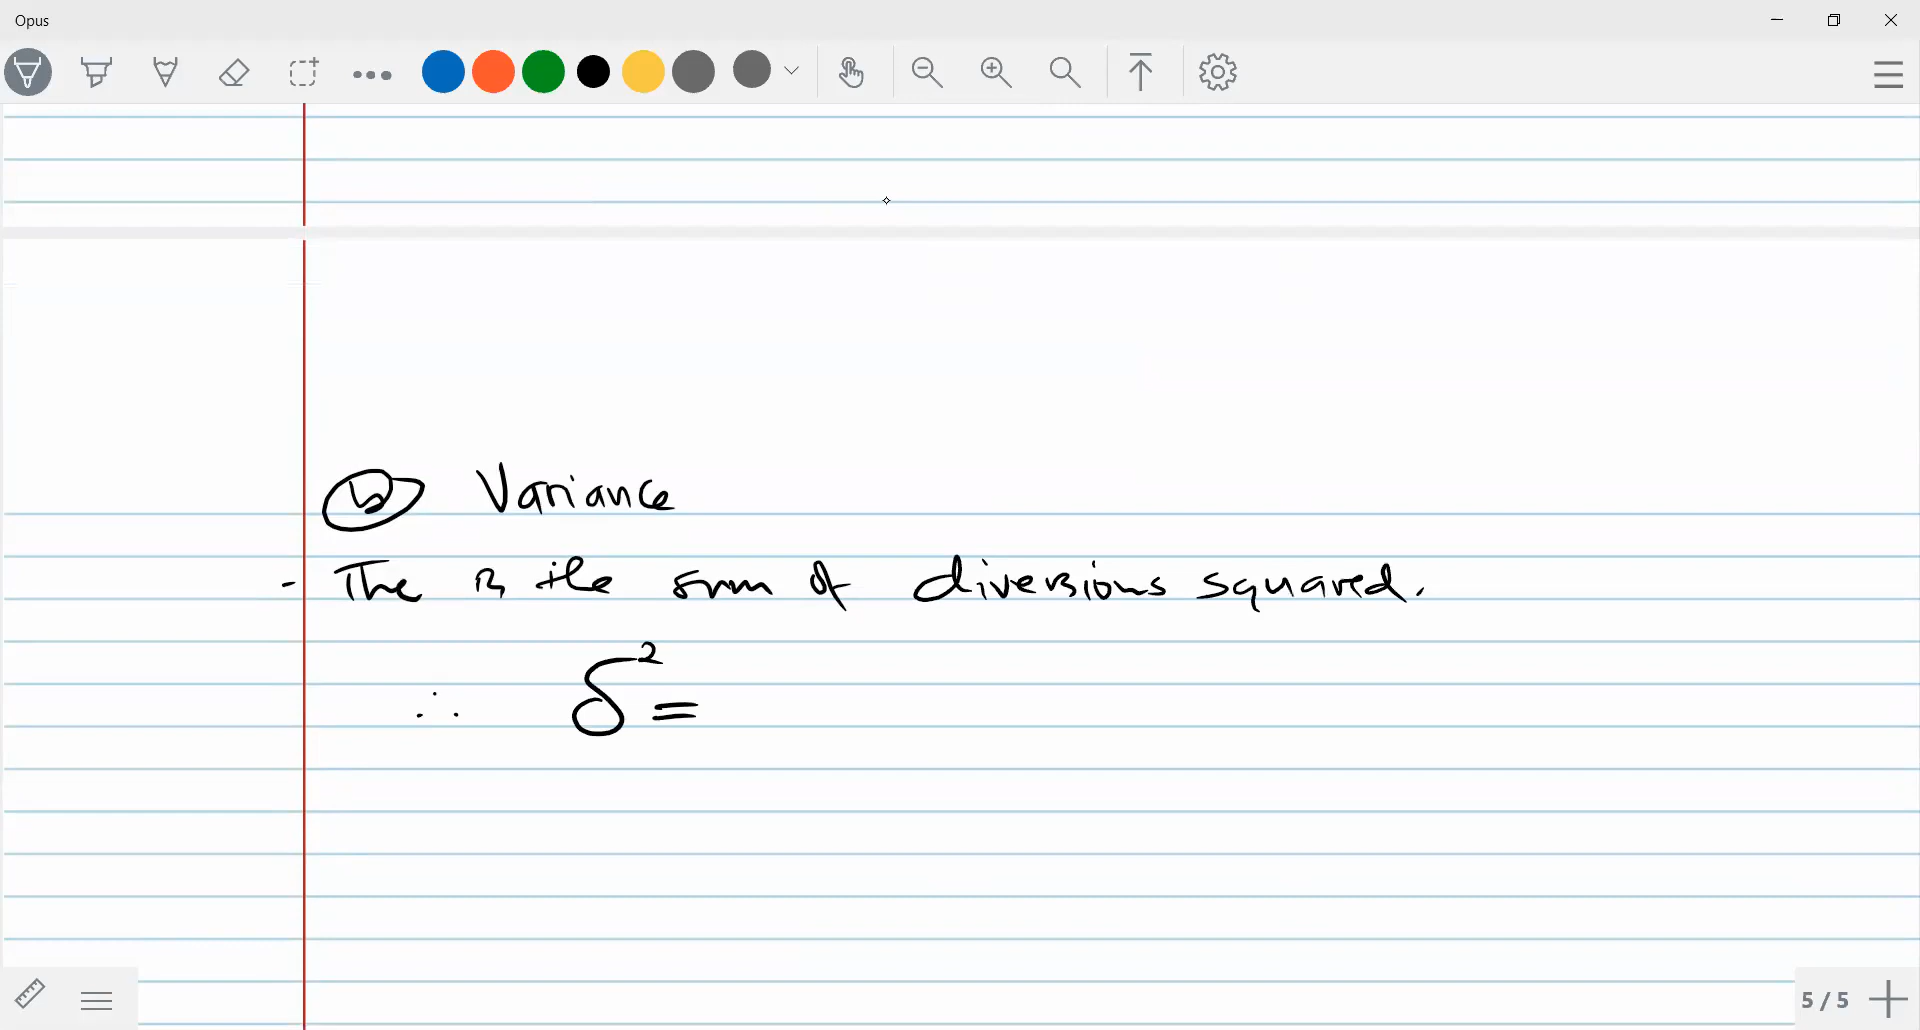 Opus
b Variance
- The is the sum of diversions squared.
∴ δ² =
5 / 5